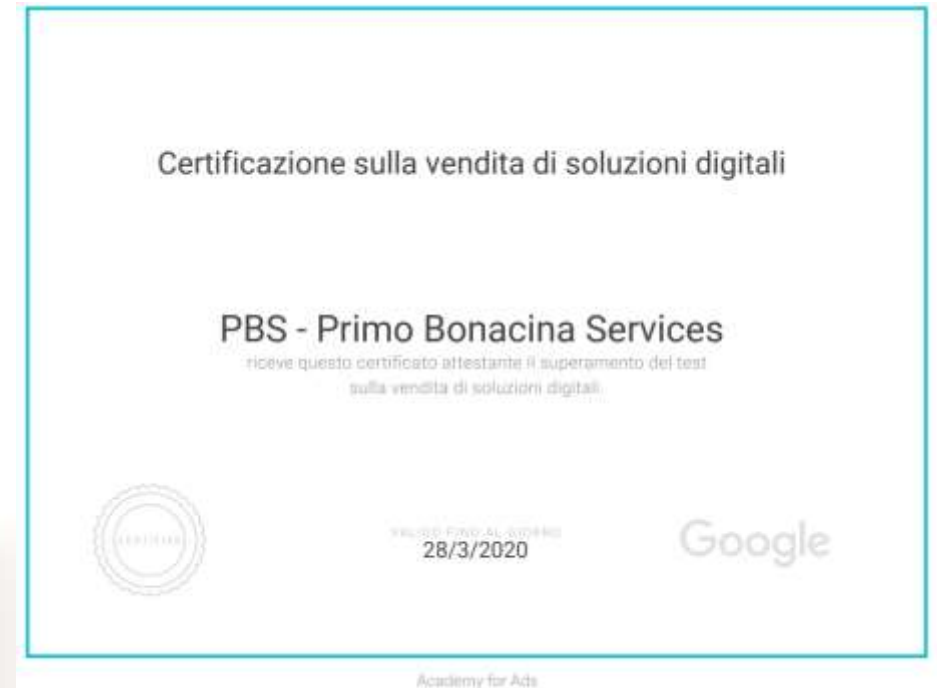 Certificazione sulla vendita di soluzioni digitali
PBS - Primo Bonacina Services
riceve questo certificato attestante il superamento del test
sulla vendita di soluzioni digitali.
VALIDO FINO AL GIORNO
28/3/2020
Google
Academy for Ads